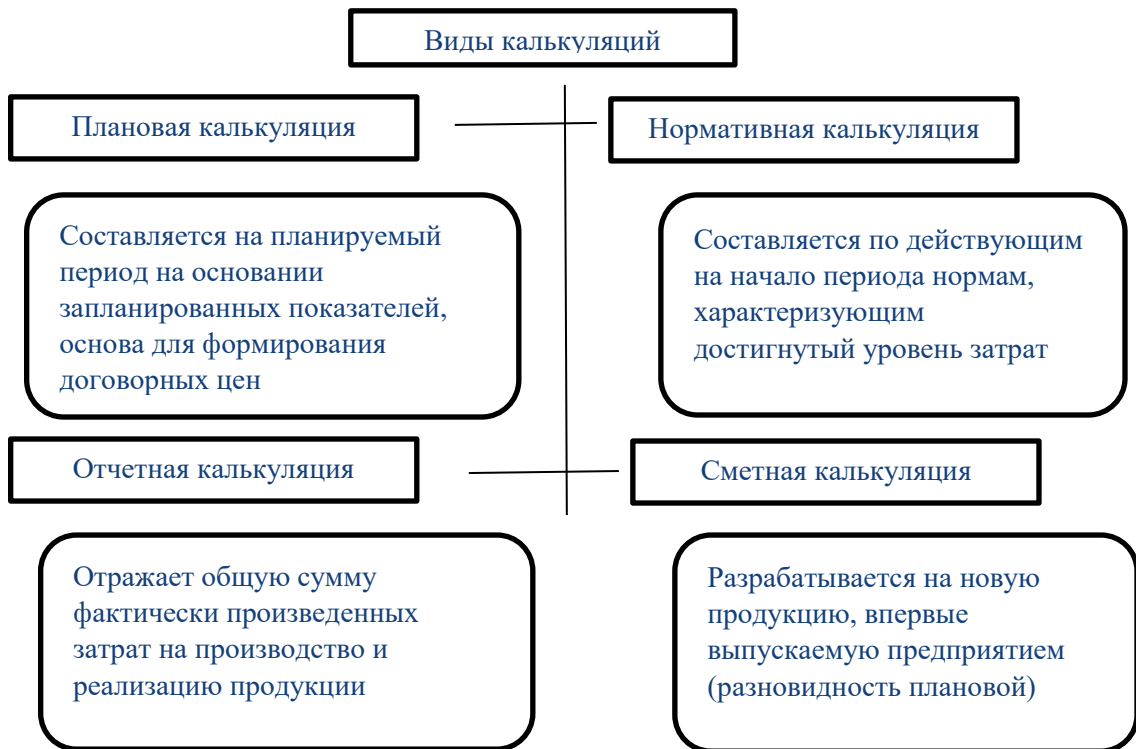 Виды калькуляций
Плановая калькуляция
Нормативная калькуляция
Составляется на планируемый
период на основании
запланированных показателей,
основа для формирования
договорных цен
Составляется по действующим
на начало периода нормам,
характеризующим
достигнутый уровень затрат
Отчетная калькуляция
Сметная калькуляция
Отражает общую сумму
фактически произведенных
затрат на производство и
реализацию продукции
Разрабатывается на новую
продукцию, впервые
выпускаемую предприятием
(разновидность плановой)